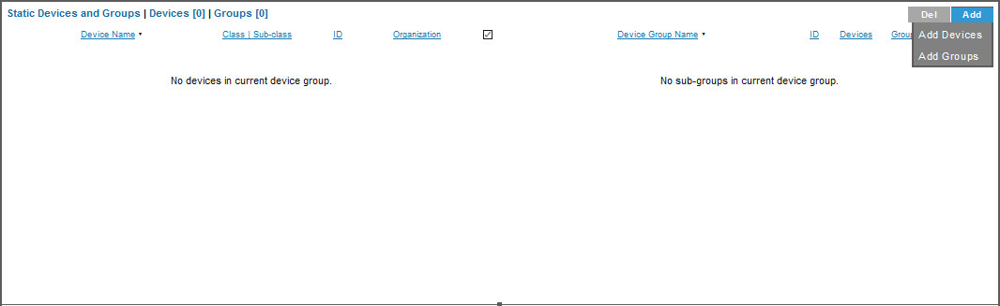 Static Devices and Groups | Devices [0] | Groups [0]
Del
Add
Device Name
Class | Sub-class
ID
Organization
Device Group Name
ID
Devices
Add Devices
Add Groups
No devices in current device group.
No sub-groups in current device group.